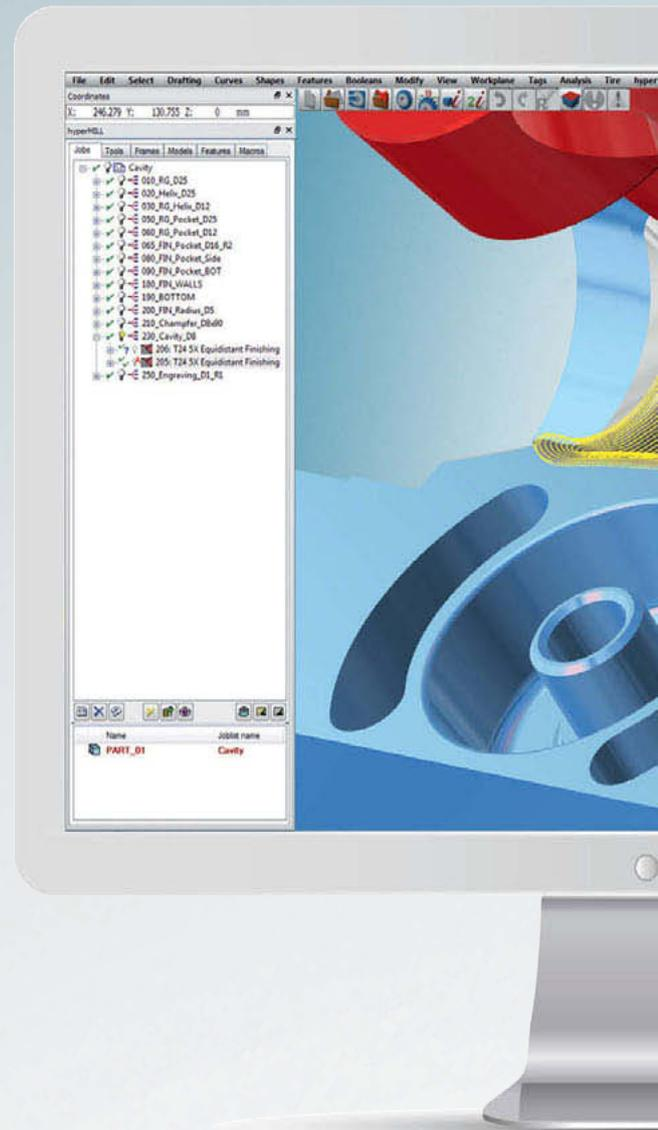 File Edit Select Drafting Curves Shapes Features Booleans Modify View Workplane Tags Analysis Tire hyper
Coordinates
X: 246.279 Y: 130.755 Z: 0 mm
hyperMILL
Jobs Tools Frames Models Features Macros
Cavity
010_RG_D25
020_Helix_D25
030_RG_Helix_D12
050_RG_Pocket_D25
060_RG_Pocket_D12
065_FIN_Pocket_D16_R2
080_FIN_Pocket_Side
090_FIN_Pocket_BOT
180_FIN_WALLS
190_BOTTOM
200_FIN_Radius_D5
210_Champfer_D8x90
230_Cavity_D8
206: T24 5X Equidistant Finishing
205: T24 5X Equidistant Finishing
250_Engraving_D1_R1
Name Joblist name
PART_01 Cavity